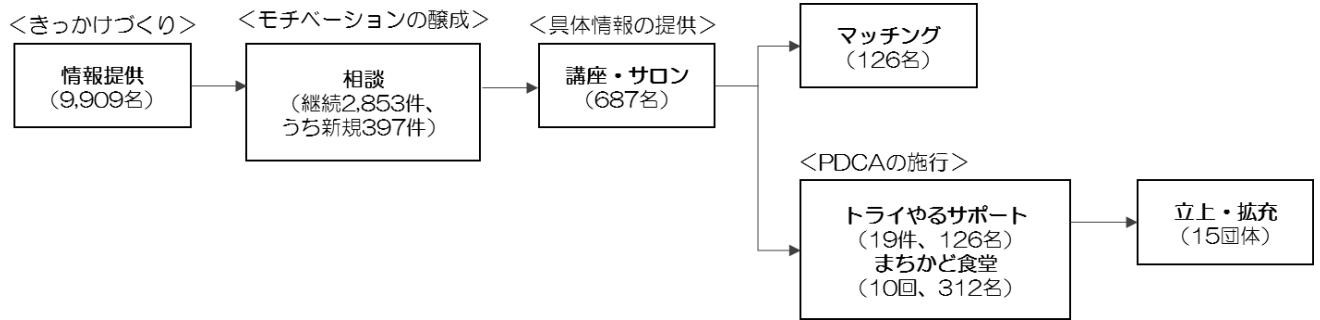 ＜きっかけづくり＞
情報提供
（9,909名）
＜モチベーションの醸成＞
相談
（継続2,853件、
うち新規397件）
＜具体情報の提供＞
講座・サロン
（687名）
マッチング
（126名）
＜PDCAの施行＞
トライやるサポート
（19件、126名）
まちかど食堂
（10回、312名）
立上・拡充
（15団体）